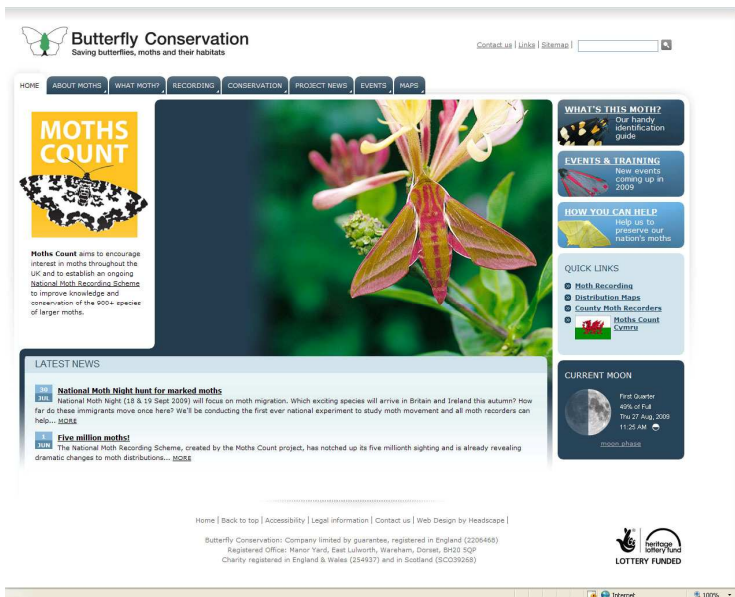 Butterfly Conservation
Saving butterflies, moths and their habitats
Contact us | Links | Sitemap |
HOME
ABOUT MOTHS
WHAT MOTH?
RECORDING
CONSERVATION
PROJECT NEWS
EVENTS
MAPS
MOTHS
COUNT
Moths Count aims to encourage
interest in moths throughout the
UK and to establish an ongoing
National Moth Recording Scheme
to improve knowledge and
conservation of the 900+ species
of larger moths.
WHAT'S THIS MOTH?
Our handy
identification
guide
EVENTS & TRAINING
New events
coming up in
2009
HOW YOU CAN HELP
Help us to
preserve our
nation's moths
QUICK LINKS
Moth Recording
Distribution Maps
County Moth Recorders
Moths Count
Cymru
LATEST NEWS
20
JUL
National Moth Night hunt for marked moths
National Moth Night (18 & 19 Sept 2009) will focus on moth migration. Which exciting species will arrive in Britain and Ireland this autumn? How
far do these immigrants move once here? We'll be conducting the first ever national experiment to study moth movement and all moth recorders can
help... MORE
1
JUN
Five million moths!
The National Moth Recording Scheme, created by the Moths Count project, has notched up its five millionth sighting and is already revealing
dramatic changes to moth distributions... MORE
CURRENT MOON
First Quarter
49% of Full
Thu 27 Aug, 2009
11:25 AM
moon phase
Home | Back to top | Accessibility | Legal information | Contact us | Web Design by Headscape |
Butterfly Conservation: Company limited by guarantee, registered in England (2206468)
Registered Office: Manor Yard, East Lulworth, Wareham, Dorset, BH20 5QP
Charity registered in England & Wales (254937) and in Scotland (SCO39268)
heritage
lottery fund
LOTTERY FUNDED
Internet
100%